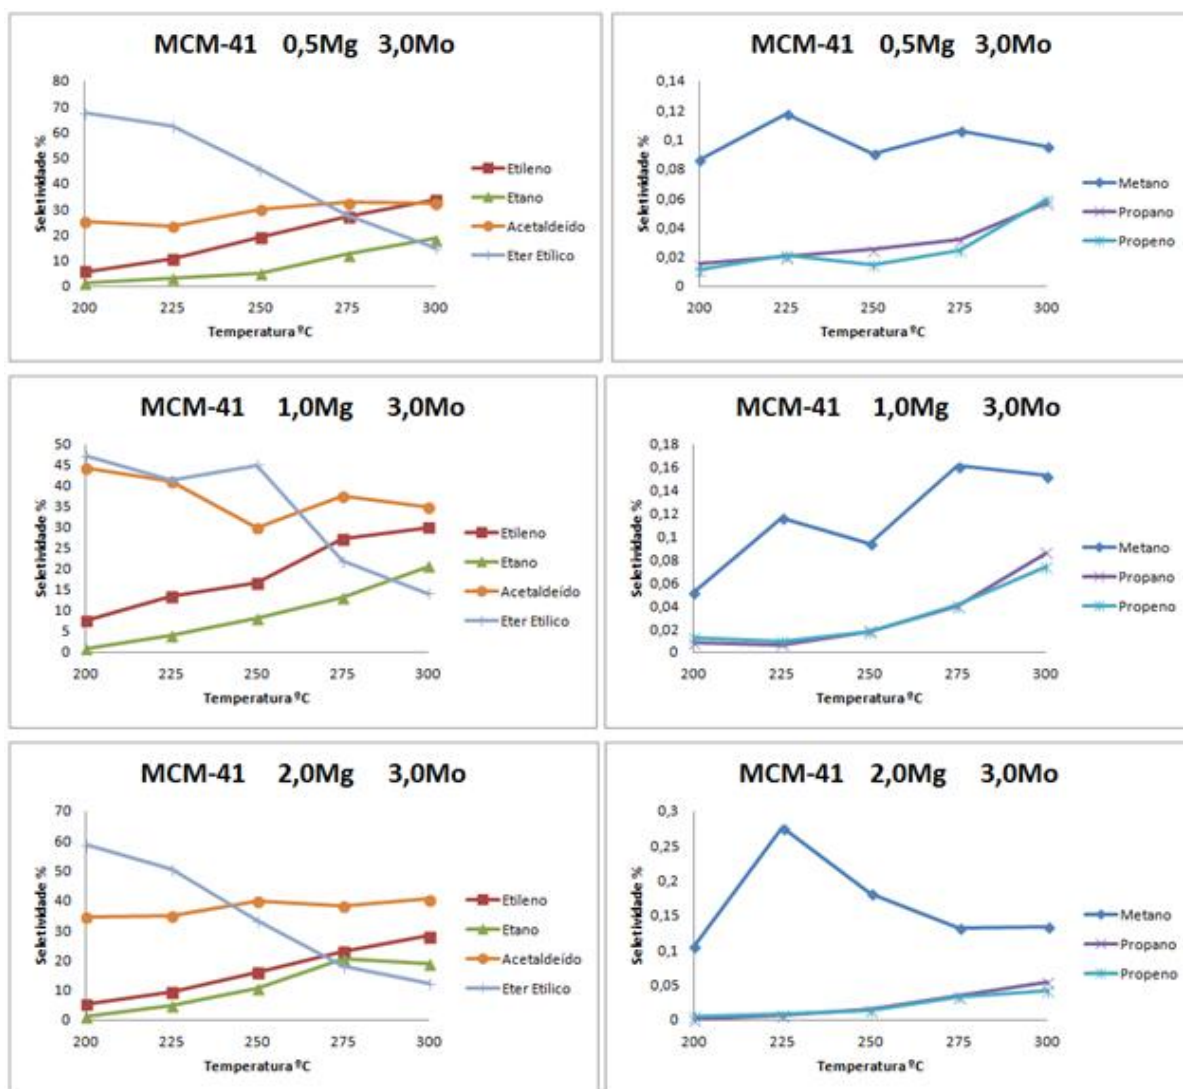 MCM-41 0,5Mg 3,0Mo
80
70
60
50
40
30
20
10
0
Seletividade %
200 225 250 275 300
Temperatura ºC
Etileno
Etano
Acetaldeído
Eter Etílico
MCM-41 0,5Mg 3,0Mo
0,14
0,12
0,1
0,08
0,06
0,04
0,02
0
Seletividade %
200 225 250 275 300
Temperatura ºC
Metano
Propano
Propeno
MCM-41 1,0Mg 3,0Mo
50
45
40
35
30
25
20
15
10
5
0
Seletividade %
200 225 250 275 300
Temperatura ºC
Etileno
Etano
Acetaldeído
Eter Etílico
MCM-41 1,0Mg 3,0Mo
0,18
0,16
0,14
0,12
0,1
0,08
0,06
0,04
0,02
0
Seletividade %
200 225 250 275 300
Temperatura ºC
Metano
Propano
Propeno
MCM-41 2,0Mg 3,0Mo
70
60
50
40
30
20
10
0
Seletividade %
200 225 250 275 300
Temperatura ºC
Etileno
Etano
Acetaldeído
Eter Etílico
MCM-41 2,0Mg 3,0Mo
0,3
0,25
0,2
0,15
0,1
0,05
0
Seletividade %
200 225 250 275 300
Temperatura ºC
Metano
Propano
Propeno